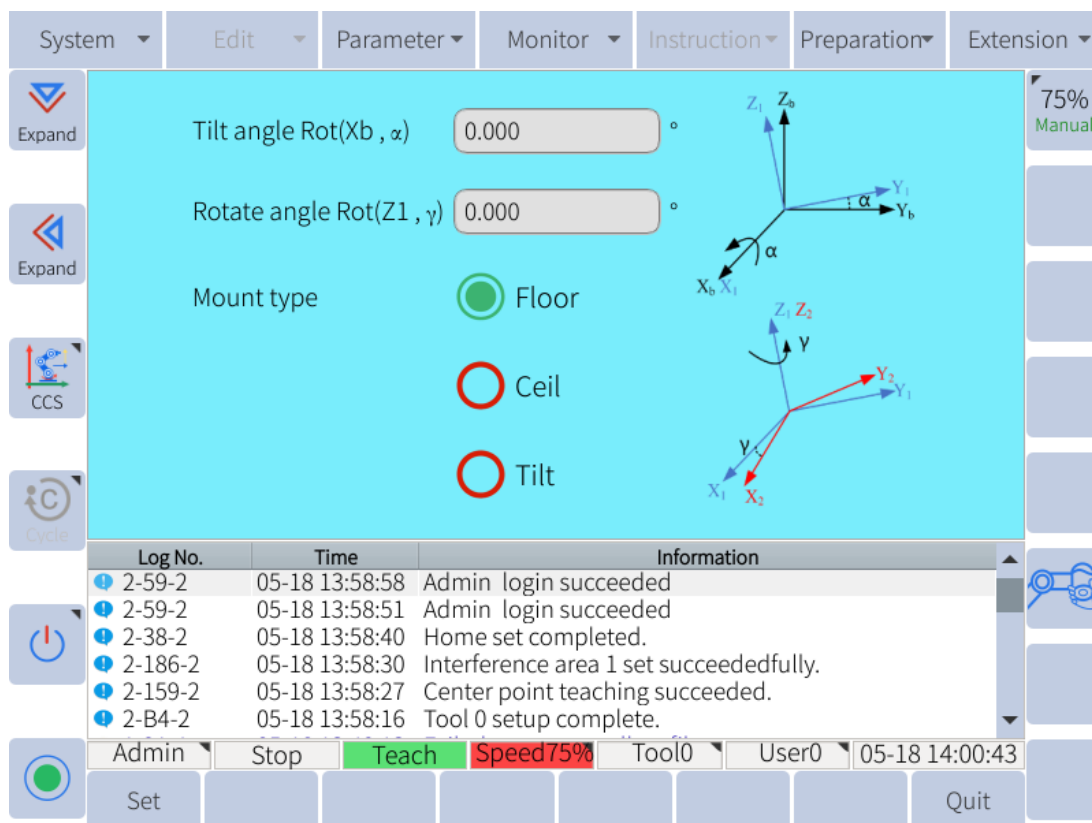 System Edit Parameter Monitor Instruction Preparation Extension
Expand
75%
Manual
Tilt angle Rot(Xb , α) 0.000 °
Rotate angle Rot(Z1 , γ) 0.000 °
Z1 Zb
Y1
α
Yb
α
Xb X1
Expand
Mount type Floor
Ceil
Tilt
Z1 Z2
γ
Y2
Y1
γ
X1 X2
CCS
Cycle
Log No. Time Information
2-59-2 05-18 13:58:58 Admin login succeeded
2-59-2 05-18 13:58:51 Admin login succeeded
2-38-2 05-18 13:58:40 Home set completed.
2-186-2 05-18 13:58:30 Interference area 1 set succeededfully.
2-159-2 05-18 13:58:27 Center point teaching succeeded.
2-B4-2 05-18 13:58:16 Tool 0 setup complete.
Admin Stop Teach Speed75% Tool0 User0 05-18 14:00:43
Set Quit